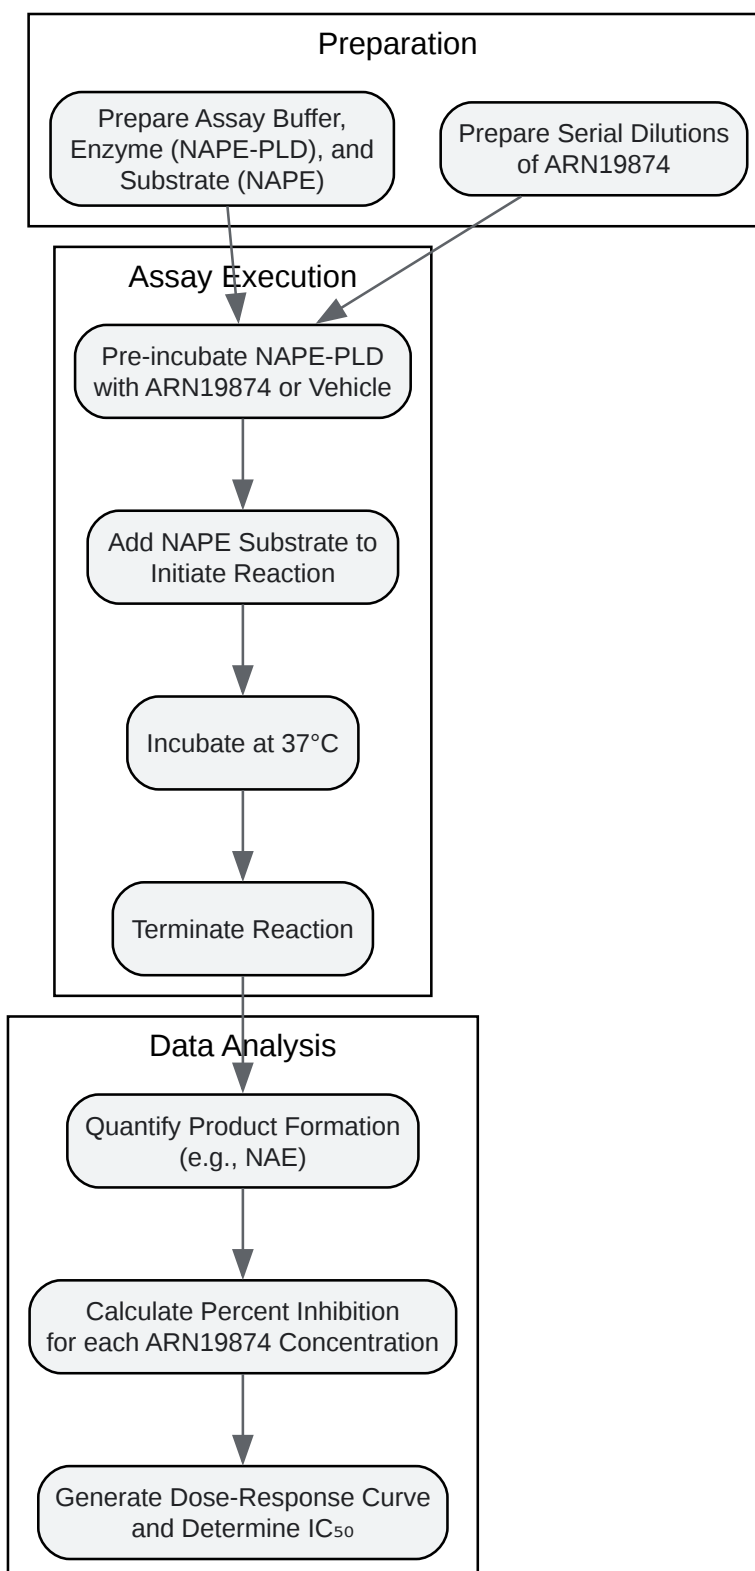 Preparation
Prepare Assay Buffer,
Enzyme (NAPE-PLD), and
Substrate (NAPE)
Prepare Serial Dilutions
of ARN19874
Assay Execution
Pre-incubate NAPE-PLD
with ARN19874 or Vehicle
Add NAPE Substrate to
Initiate Reaction
Incubate at 37°C
Terminate Reaction
Data Analysis
Quantify Product Formation
(e.g., NAE)
Calculate Percent Inhibition
for each ARN19874 Concentration
Generate Dose-Response Curve
and Determine IC₅₀